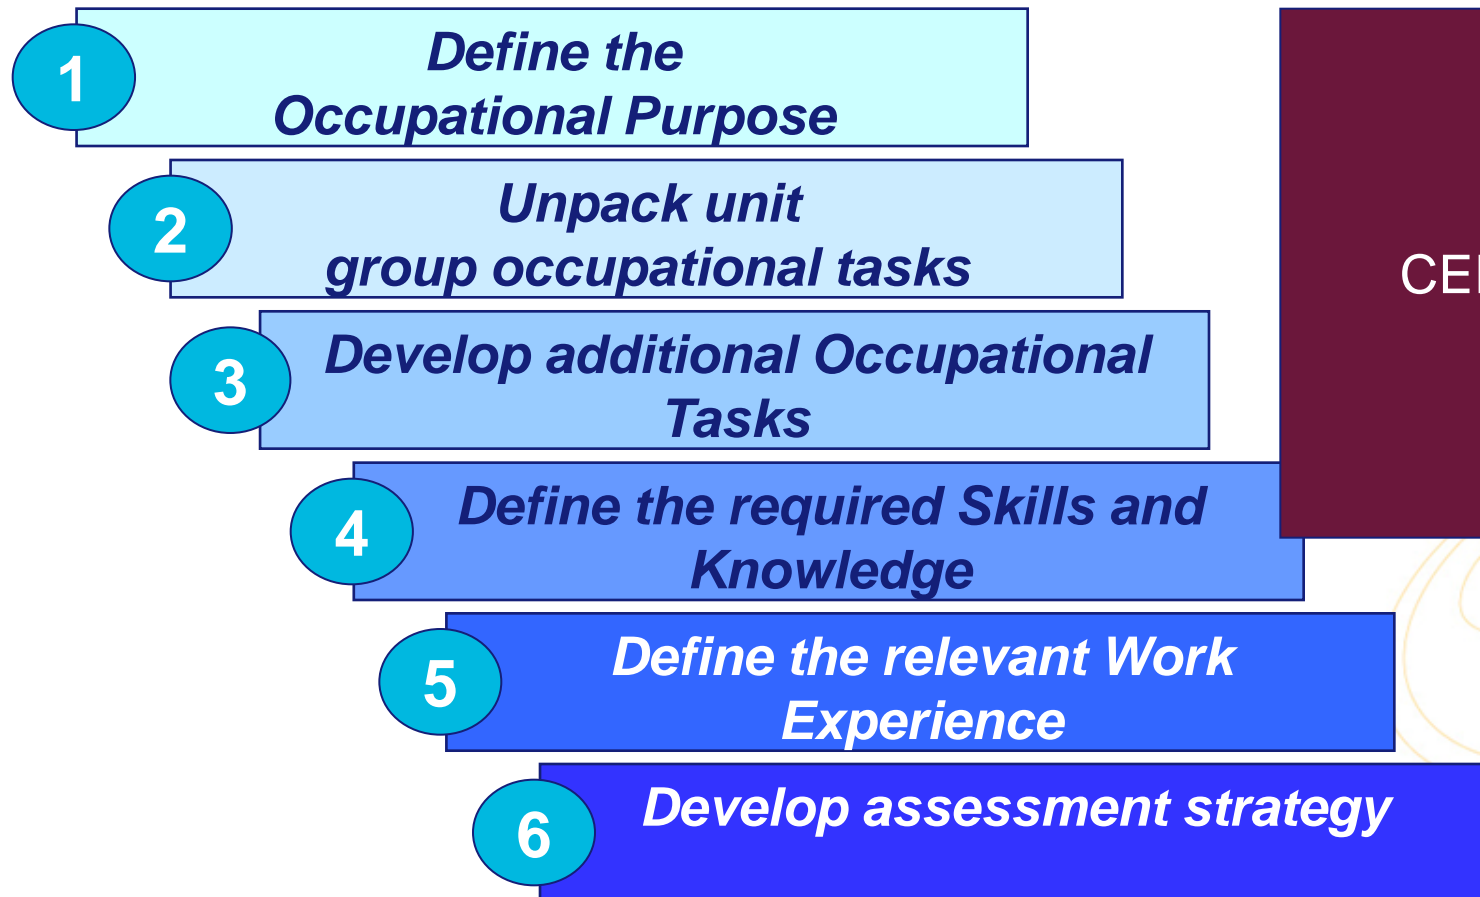 1
Define the
Occupational Purpose
2
Unpack unit
group occupational tasks
3
Develop additional Occupational
Tasks
4
Define the required Skills and
Knowledge
5
Define the relevant Work
Experience
6
Develop assessment strategy